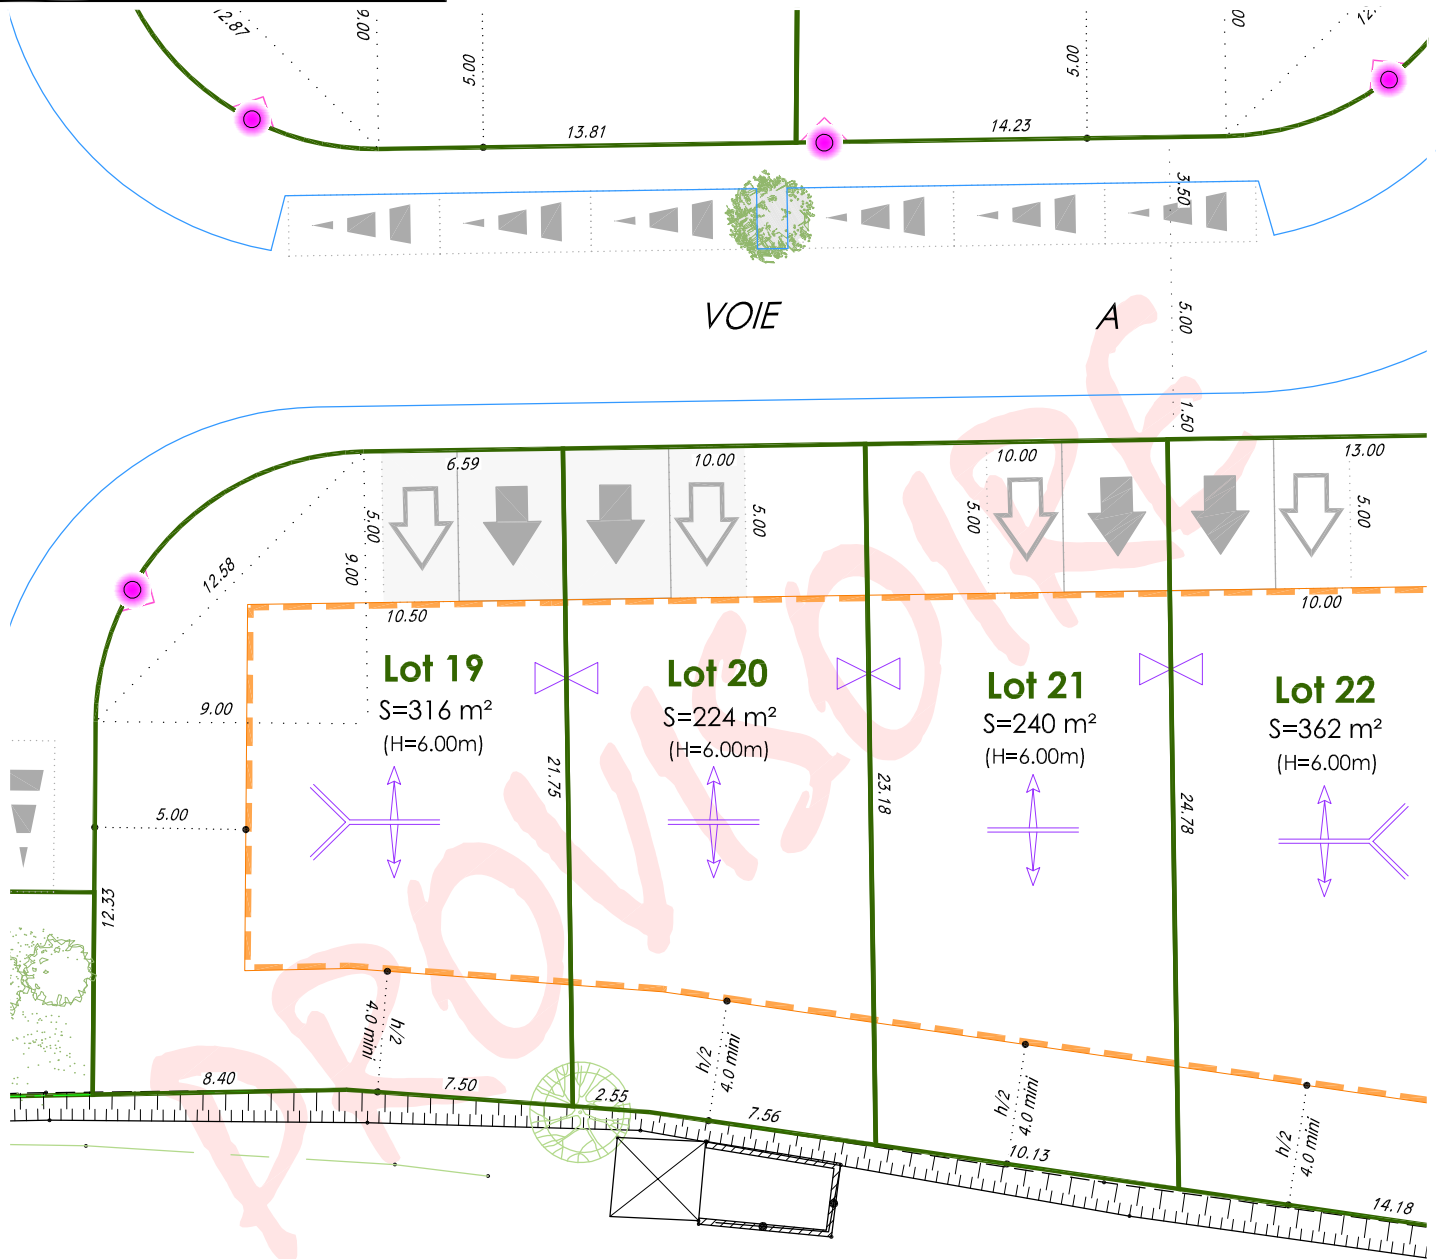 12.87
9.00
5.00
5.00
00
12.
13.81
14.23
3.50
VOIE A
5.00
1.50
6.59
10.00
10.00
13.00
5.00
5.00
5.00
5.00
9.00
12.58
10.50
10.00
Lot 19
S=316 m²
(H=6.00m)
Lot 20
S=224 m²
(H=6.00m)
Lot 21
S=240 m²
(H=6.00m)
Lot 22
S=362 m²
(H=6.00m)
9.00
21.75
23.18
24.78
5.00
12.33
h/2
4.0 mini
h/2
4.0 mini
h/2
4.0 mini
h/2
4.0 mini
8.40
7.50
2.55
7.56
10.13
14.18
PROVISOIRE